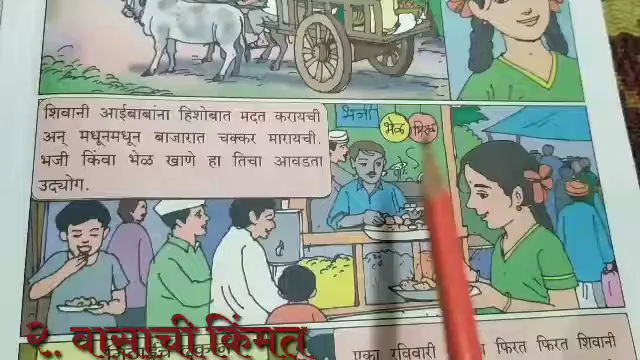 शिवानी आईबाबांना हिशोबात मदत करायची
अन् मधूनमधून बाजारात चक्कर मारायची.
भजी किंवा भेळ खाणे हा तिचा आवडता
उद्योग.
भजी
भेळ
२. वासाची किंमत
एका रविवारी फिरत फिरत शिवानी